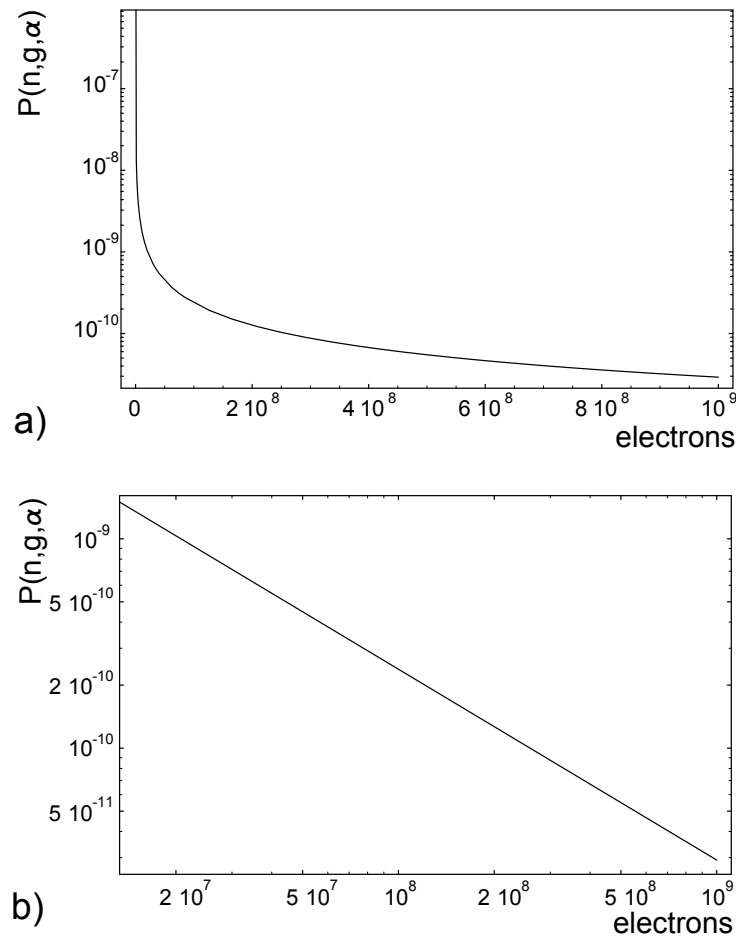 P(n,g,α)
10⁻⁷
10⁻⁸
10⁻⁹
10⁻¹⁰
0 2 10⁸ 4 10⁸ 6 10⁸ 8 10⁸ 10⁹
a) electrons
P(n,g,α)
10⁻⁹
5 10⁻¹⁰
2 10⁻¹⁰
10⁻¹⁰
5 10⁻¹¹
2 10⁷ 5 10⁷ 10⁸ 2 10⁸ 5 10⁸ 10⁹
b) electrons